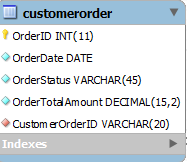 customerorder
OrderID INT(11)
OrderDate DATE
OrderStatus VARCHAR(45)
OrderTotalAmount DECIMAL(15,2)
CustomerOrderID VARCHAR(20)
Indexes